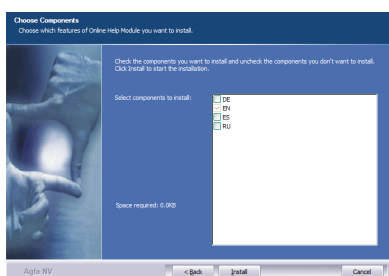 Choose Components
Choose which features of Online Help Module you want to install.
Check the components you want to install and uncheck the components you don't want to install.
Click Install to start the installation.
Select components to install:
DE
EN
ES
RU
Space required: 0.0KB
Agfa NV
< Back
Install
Cancel